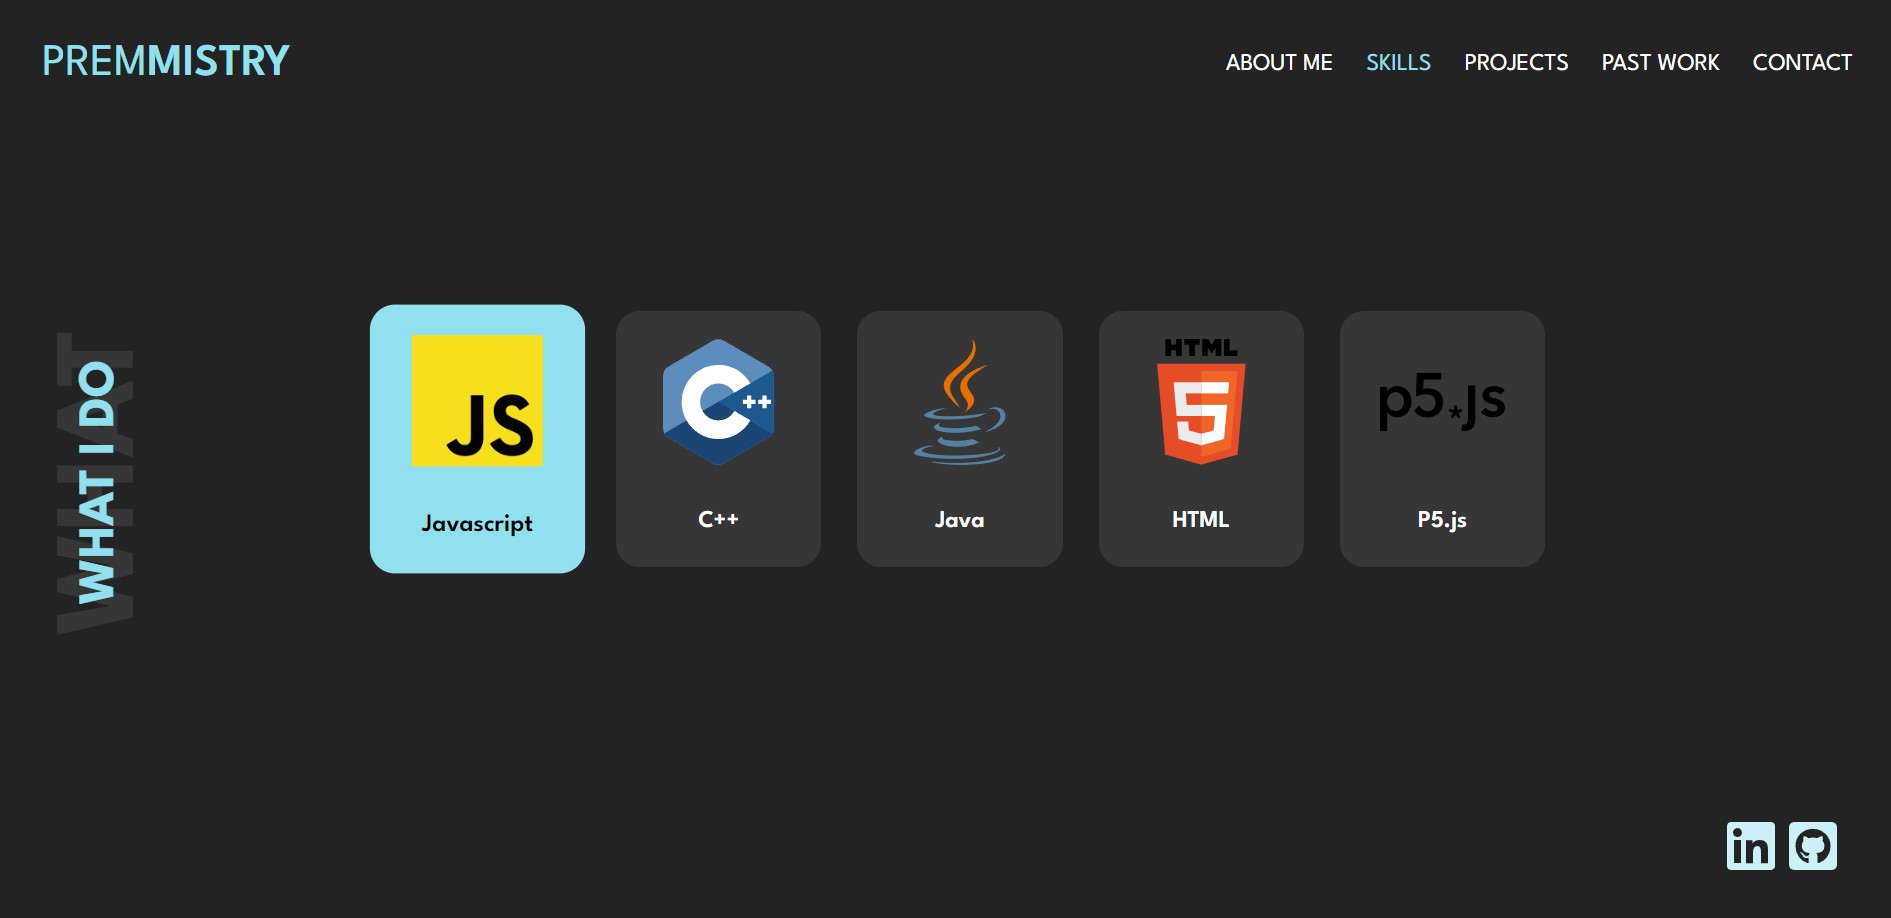 PREMMISTRY
ABOUT ME SKILLS PROJECTS PAST WORK CONTACT
WHAT
WHAT I DO
JS
Javascript
C++
C++
Java
HTML
5
HTML
p5*js
P5.js
in